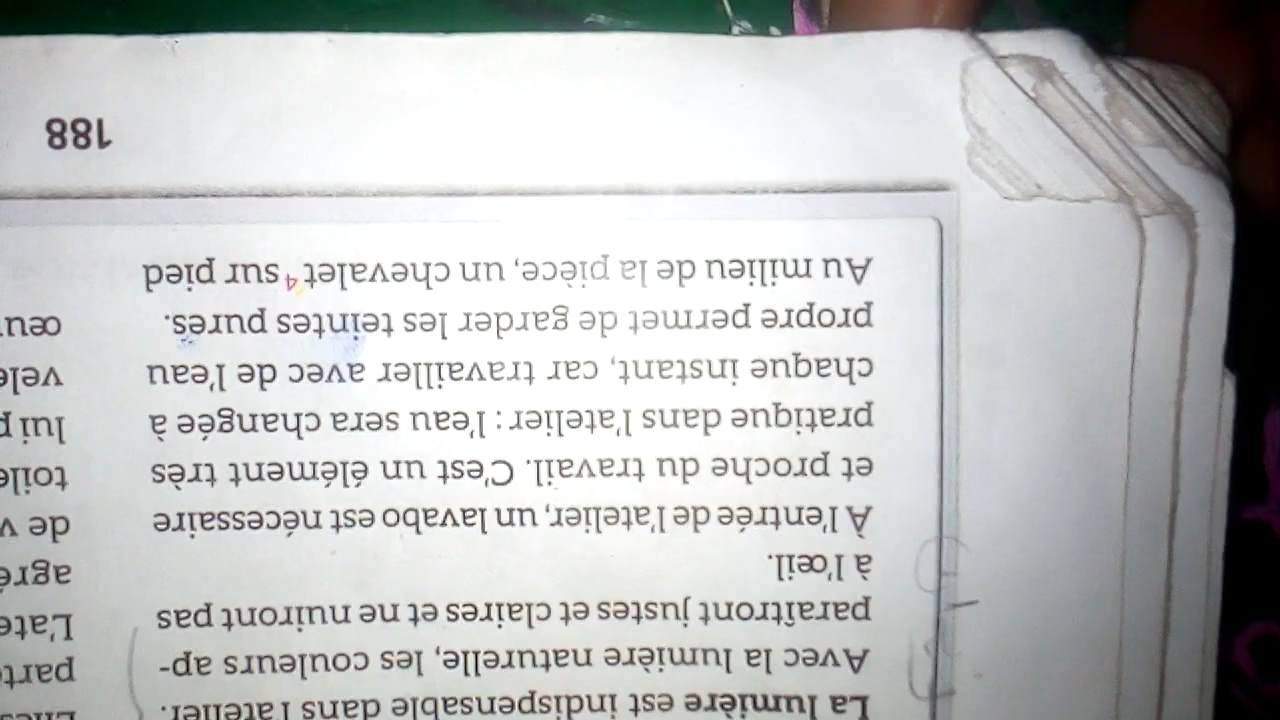 La lumière est indispensable dans l'atelier.
Avec la lumière naturelle, les couleurs ap-
paraîtront justes et claires et ne nuiront pas
à l'œil.
À l'entrée de l'atelier, un lavabo est nécessaire
et proche du travail. C'est un élément très
pratique dans l'atelier : l'eau sera changée à
chaque instant, car travailler avec de l'eau
propre permet de garder les teintes pures.
Au milieu de la pièce, un chevalet⁴ sur pied
L'ate
de
lui
188